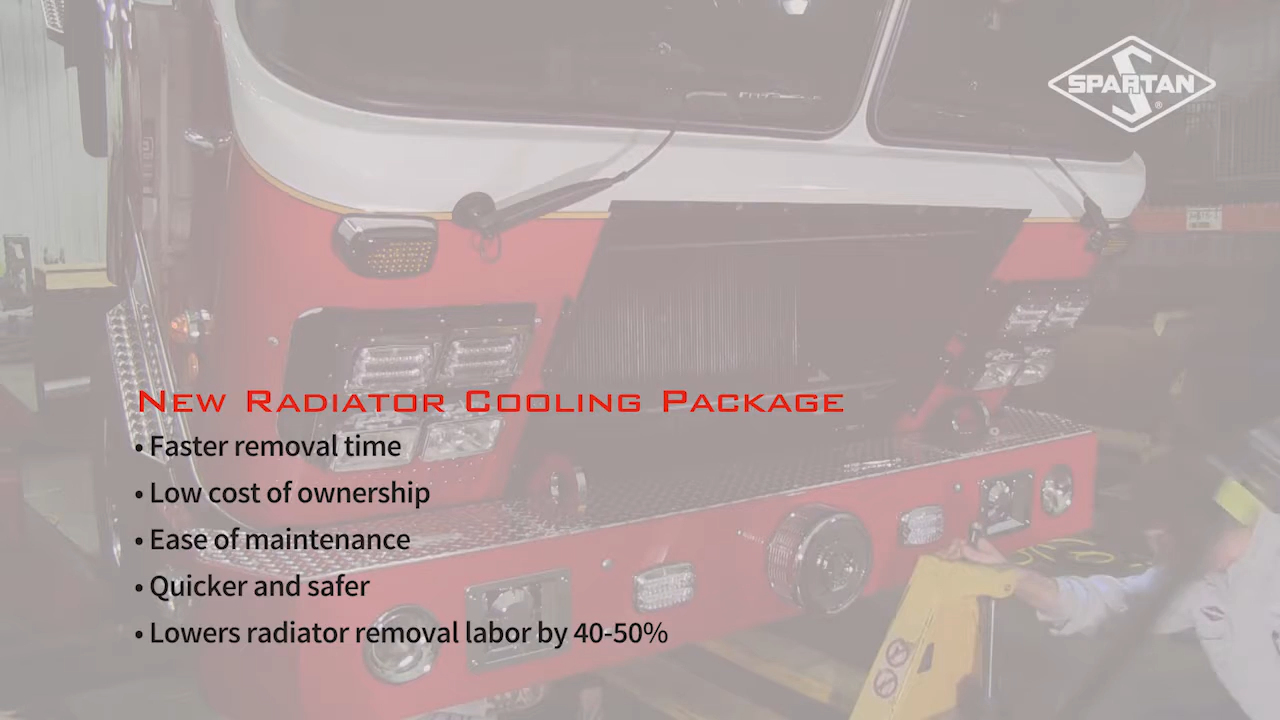 SPARTAN
®
New Radiator Cooling Package
• Faster removal time
• Low cost of ownership
• Ease of maintenance
• Quicker and safer
• Lowers radiator removal labor by 40-50%